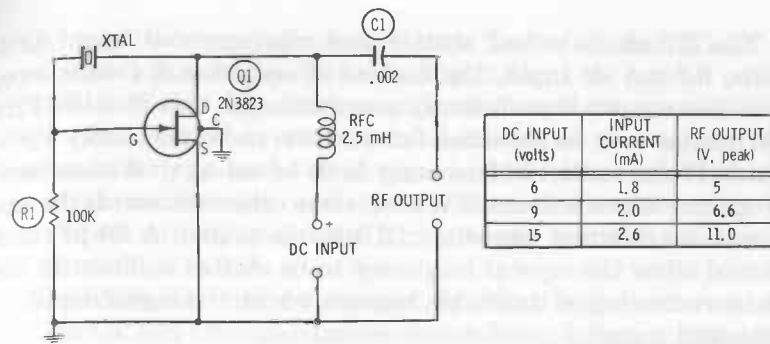 XTAL
C1
.002
Q1
2N3823
D
C
G
S
RFC
2.5 mH
R1
100K
RF OUTPUT
DC INPUT
DC INPUT (volts) INPUT CURRENT (mA) RF OUTPUT (V, peak)
6 1.8 5
2.0 6.6
15 2.6 11.0